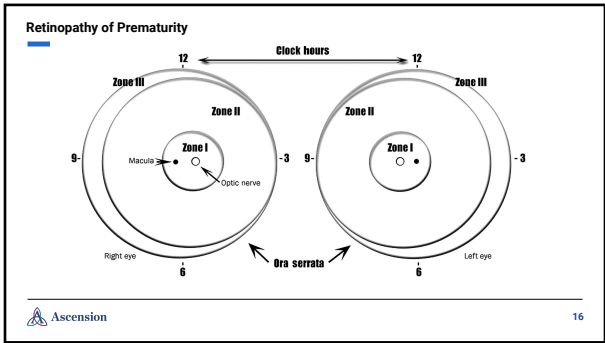 Retinopathy of Prematurity
Clock hours
12
12
Zone III
Zone III
Zone II
Zone II
Zone I
Zone I
9-
- 3
9-
- 3
Macula
Optic nerve
Right eye
Ora serrata
Left eye
6
6
Ascension
16